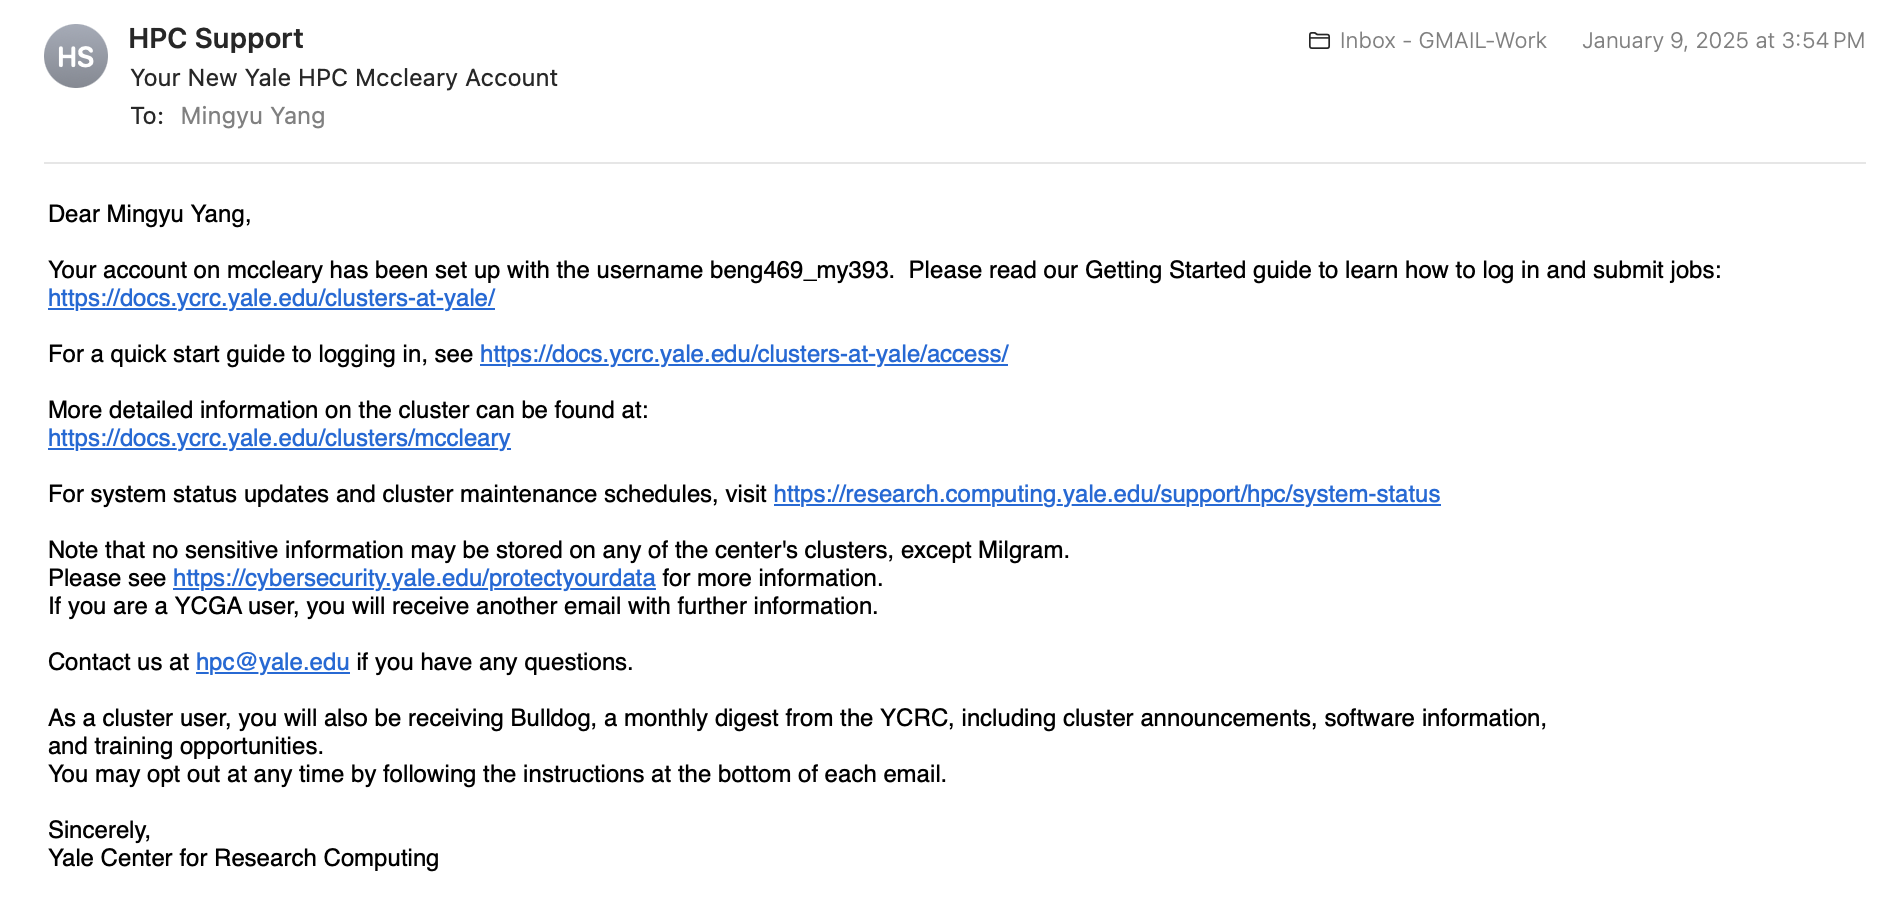 HS
HPC Support
Inbox - GMAIL-Work January 9, 2025 at 3:54 PM
Your New Yale HPC Mccleary Account
To: Mingyu Yang
Dear Mingyu Yang,
Your account on mccleary has been set up with the username beng469_my393.  Please read our Getting Started guide to learn how to log in and submit jobs:
https://docs.ycrc.yale.edu/clusters-at-yale/
For a quick start guide to logging in, see https://docs.ycrc.yale.edu/clusters-at-yale/access/
More detailed information on the cluster can be found at:
https://docs.ycrc.yale.edu/clusters/mccleary
For system status updates and cluster maintenance schedules, visit https://research.computing.yale.edu/support/hpc/system-status
Note that no sensitive information may be stored on any of the center's clusters, except Milgram.
Please see https://cybersecurity.yale.edu/protectyourdata for more information.
If you are a YCGA user, you will receive another email with further information.
Contact us at hpc@yale.edu if you have any questions.
As a cluster user, you will also be receiving Bulldog, a monthly digest from the YCRC, including cluster announcements, software information,
and training opportunities.
You may opt out at any time by following the instructions at the bottom of each email.
Sincerely,
Yale Center for Research Computing